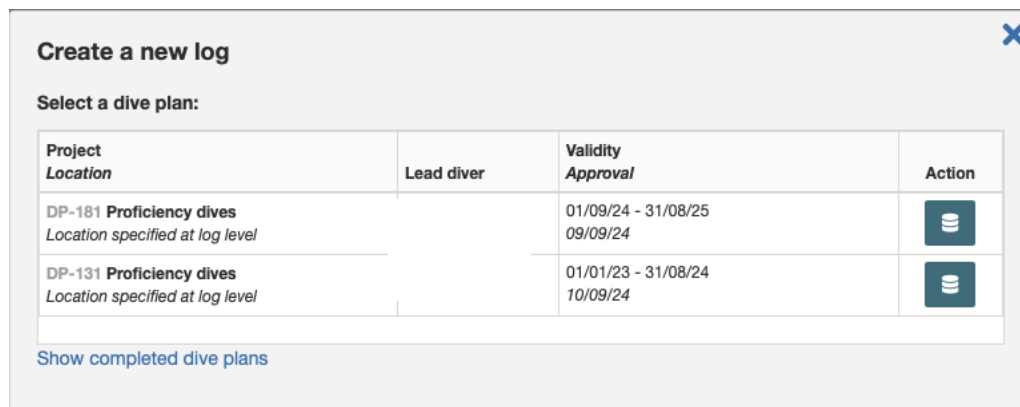 Create a new log
Select a dive plan:
Project
Location
Lead diver
Validity
Approval
Action
DP-181 Proficiency dives
Location specified at log level
01/09/24 - 31/08/25
09/09/24
DP-131 Proficiency dives
Location specified at log level
01/01/23 - 31/08/24
10/09/24
Show completed dive plans